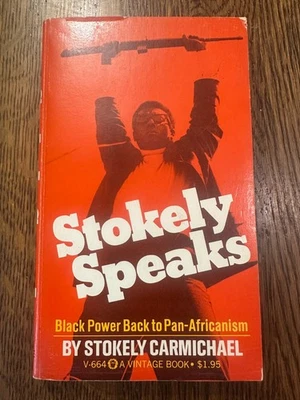 Stokely
Speaks
Black Power Back to Pan-Africanism
BY STOKELY CARMICHAEL
V-664 A VINTAGE BOOK • $1.95